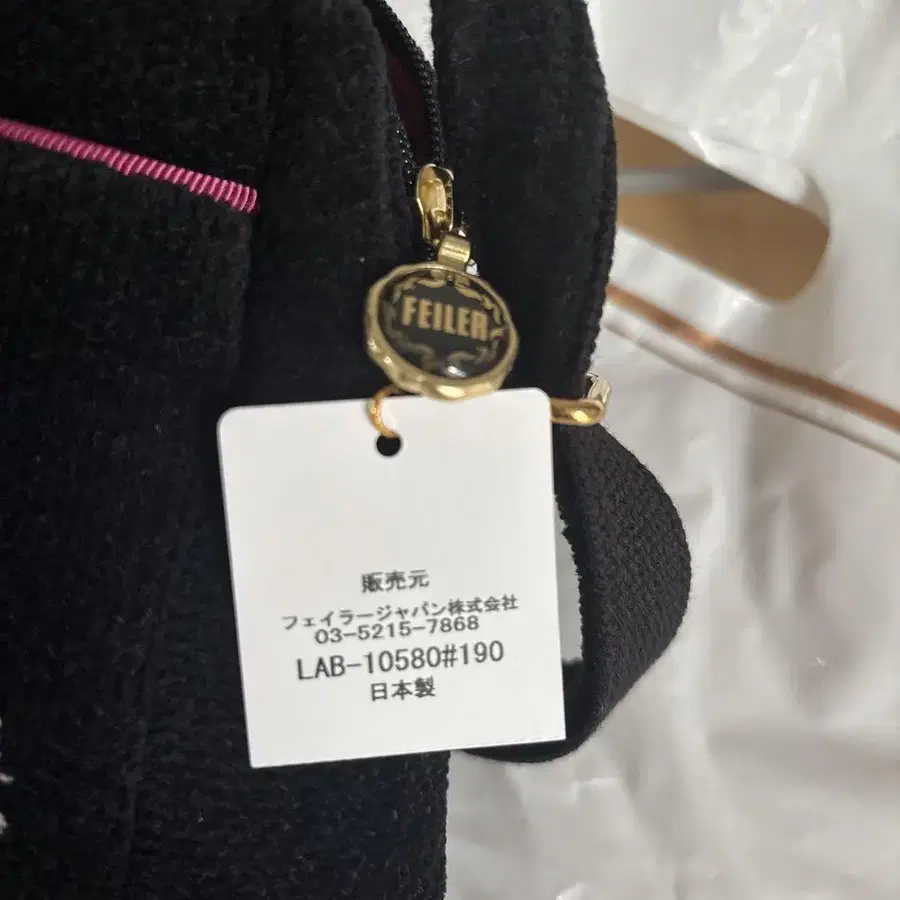 FEILER
販売元
フェイラージャパン株式会社
03-5215-7868
LAB-10580#190
日本製